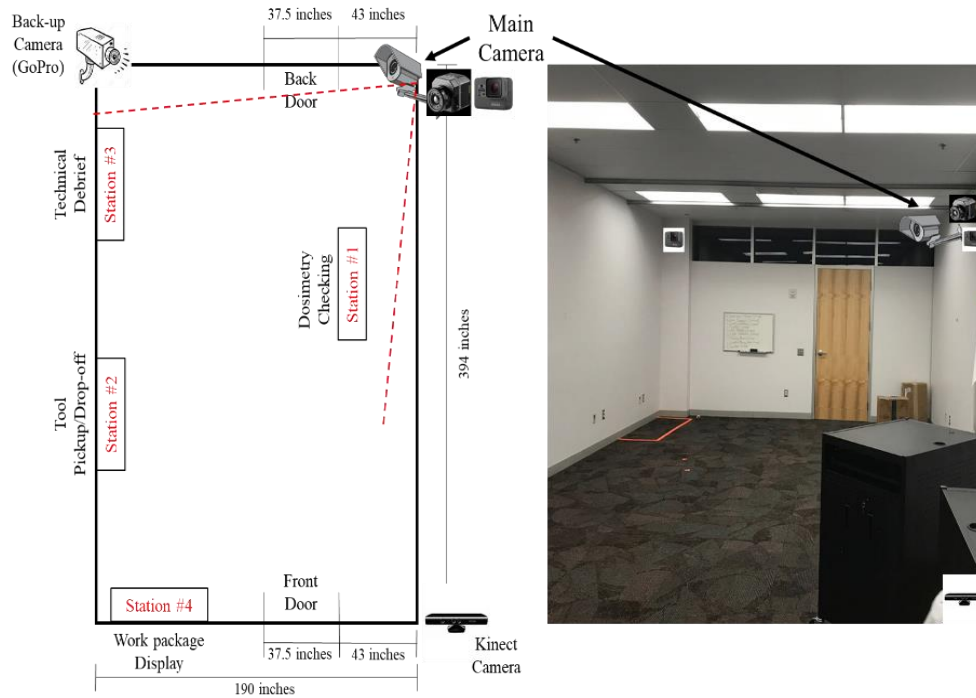 Back-up
Camera
(GoPro)
37.5 inches
43 inches
Main
Camera
Back
Door
Technical
Debrief
Station #3
Dosimetry
Checking
Station #1
394 inches
Tool
Pickup/Drop-off
Station #2
Front
Door
Station #4
Work package
Display
37.5 inches
43 inches
Kinect
Camera
190 inches